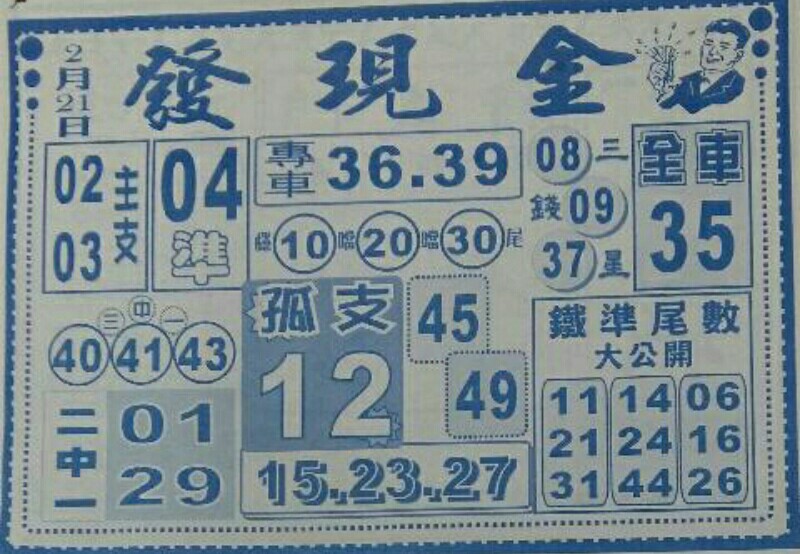 2月21日
發現金
02
03
主支
04
準
專車 36.39
10 噹 20 噹 30 尾
08 三
錢 09
37 星
全車
35
三中一
40 41 43
孤支
12
45
49
鐵準尾數
大公開
11 14 06
21 24 16
31 44 26
二中一
01
29
15.23.27